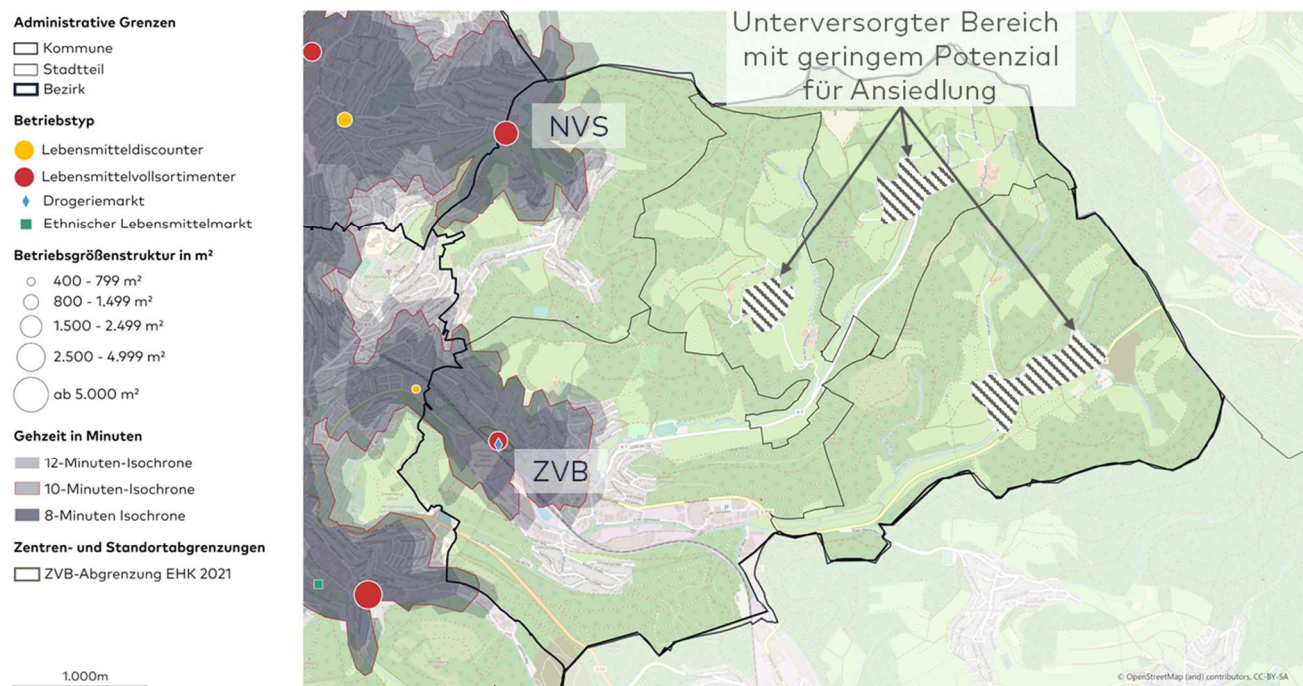 Administrative Grenzen
Kommune
Stadtteil
Bezirk
Betriebstyp
Lebensmitteldiscounter
Lebensmittelvollsortimenter
Drogeriemarkt
Ethnischer Lebensmittelmarkt
Betriebsgrößenstruktur in m²
400 - 799 m²
800 - 1.499 m²
1.500 - 2.499 m²
2.500 - 4.999 m²
ab 5.000 m²
Gehzeit in Minuten
12-Minuten-Isochrone
10-Minuten-Isochrone
8-Minuten Isochrone
Zentren- und Standortabgrenzungen
ZVB-Abgrenzung EHK 2021
1.000m
Unterversorgter Bereich
mit geringem Potenzial
für Ansiedlung
NVS
ZVB
© OpenStreetMap (and) contributors, CC-BY-SA